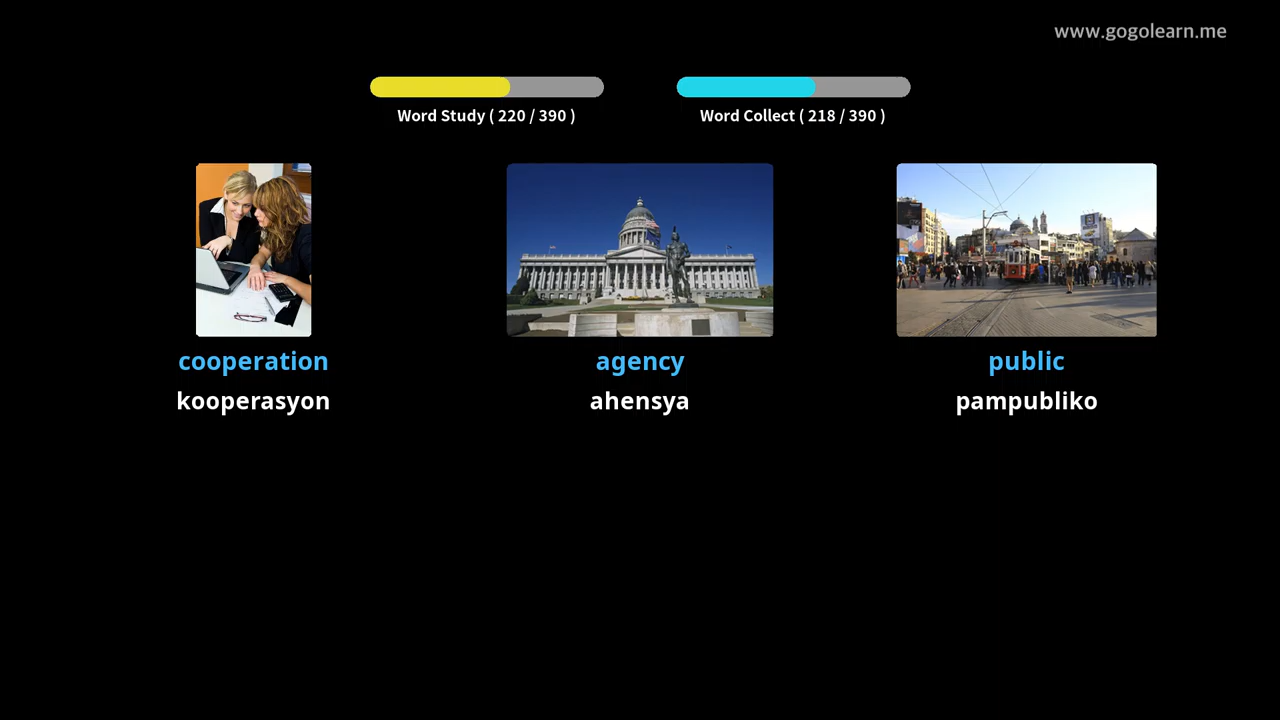 www.gogolearn.me
Word Study ( 220 / 390 )
Word Collect ( 218 / 390 )
cooperation
kooperasyon
agency
ahensya
public
pampubliko